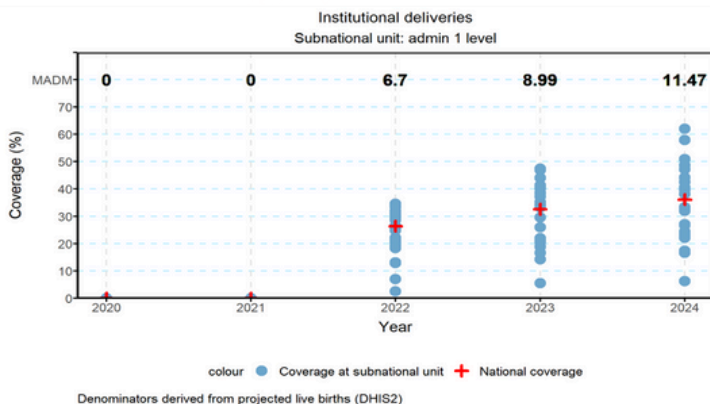 Institutional deliveries
Subnational unit: admin 1 level
MADM 0 0 6.7 8.99 11.47
70
60
50
40
30
20
10
0
Coverage (%)
2020 2021 2022 2023 2024
Year
colour Coverage at subnational unit National coverage
Denominators derived from projected live births (DHIS2)